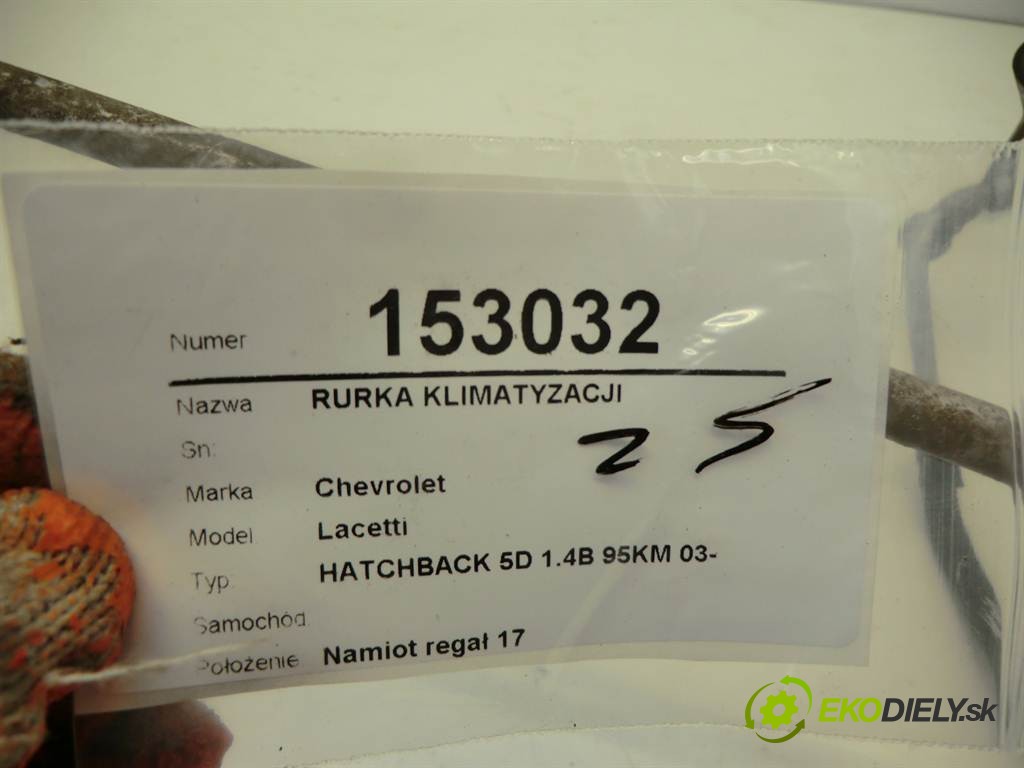 Numer 153032
Nazwa RURKA KLIMATYZACJI
Sn:
25
Marka Chevrolet
Model Lacetti
Typ HATCHBACK 5D 1.4B 95KM 03-
Samochód
Położenie Namiot regał 17
EKODIELY.sk